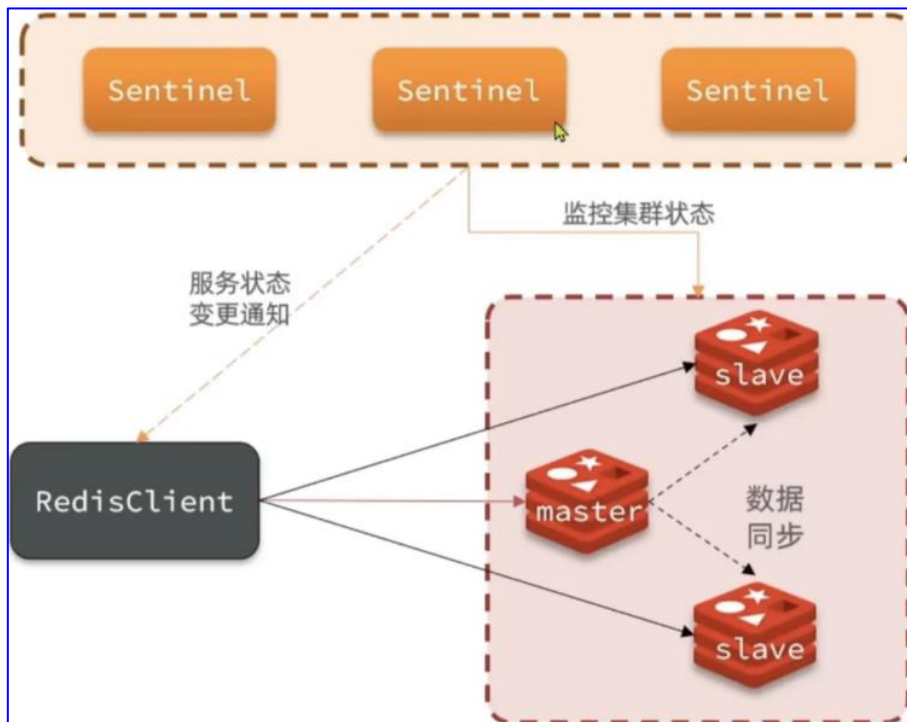 Sentinel
Sentinel
Sentinel
监控集群状态
服务状态
变更通知
slave
RedisClient
master
数据
同步
slave